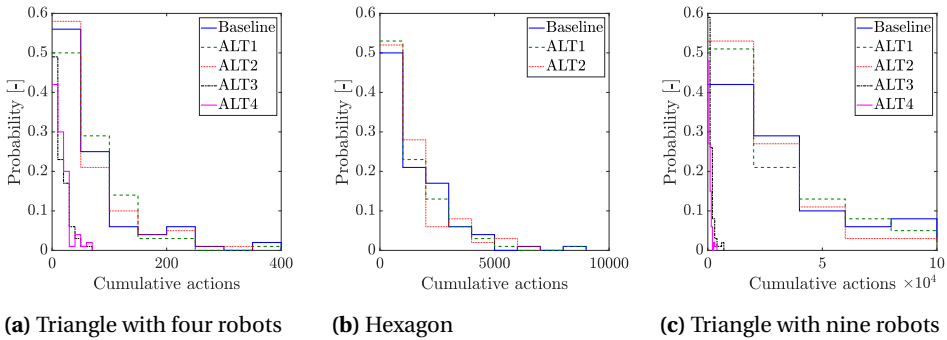 Baseline
ALT1
ALT2
ALT3
ALT4
Probability [-]
0
0.1
0.2
0.3
0.4
0.5
0.6
0
200
400
Cumulative actions
(a) Triangle with four robots
Baseline
ALT1
ALT2
Probability [-]
0
0.1
0.2
0.3
0.4
0.5
0.6
0
5000
10000
Cumulative actions
(b) Hexagon
Baseline
ALT1
ALT2
ALT3
ALT4
Probability [-]
0
0.1
0.2
0.3
0.4
0.5
0.6
0
5
10
Cumulative actions ×10⁴
(c) Triangle with nine robots